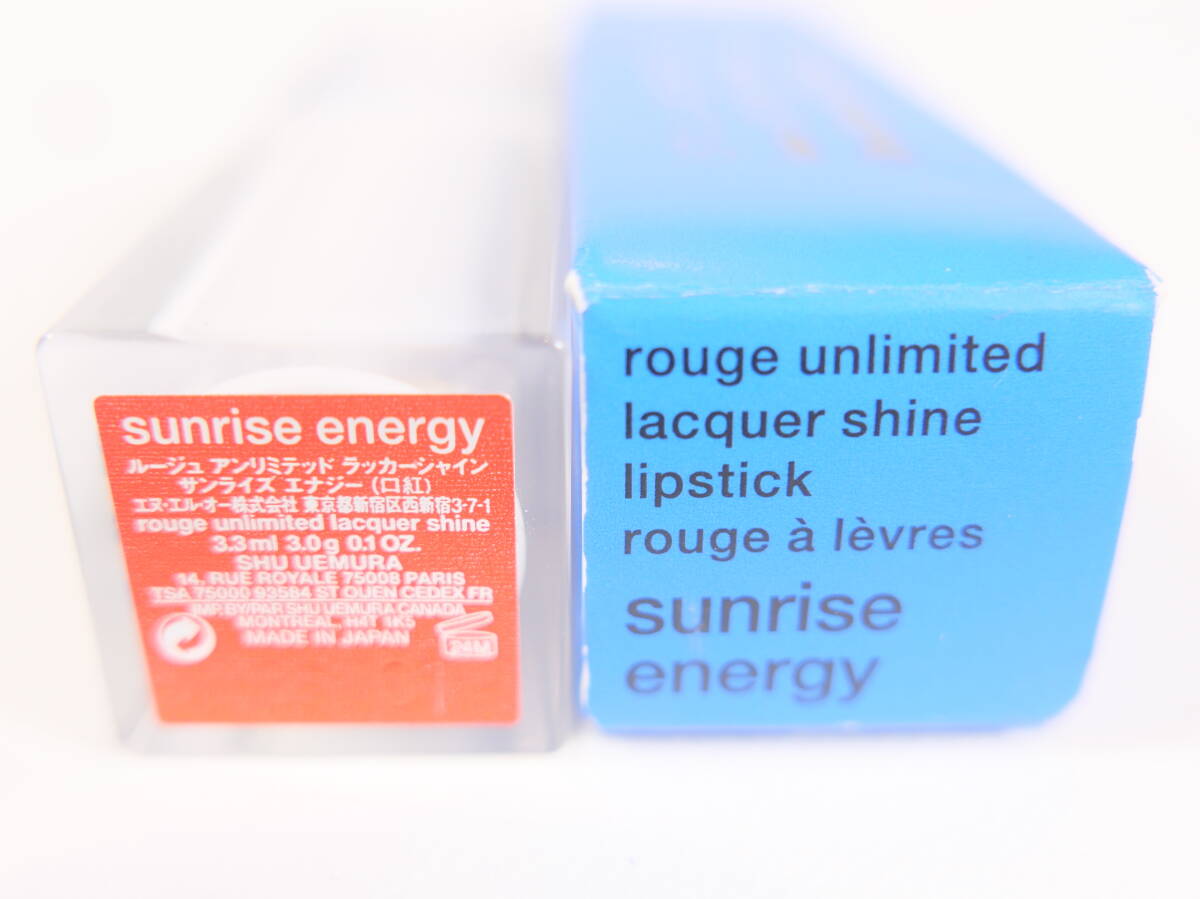 sunrise energy
ルージュ アンリミテッド ラッカーシャイン
サンライズ エナジー (口紅)
エヌ・エル・オー株式会社 東京都新宿区西新宿3-7-1
rouge unlimited lacquer shine
3.3 ml 3.0 g 0.1 OZ.
SHU UEMURA
14, RUE ROYALE 75008 PARIS
TSA 75000 93584 ST OUEN CEDEX FR
IMP. BY/PAR SHU UEMURA CANADA
MONTREAL, H4T 1K5
MADE IN JAPAN
24M
rouge unlimited
lacquer shine
lipstick
rouge à lèvres
sunrise
energy